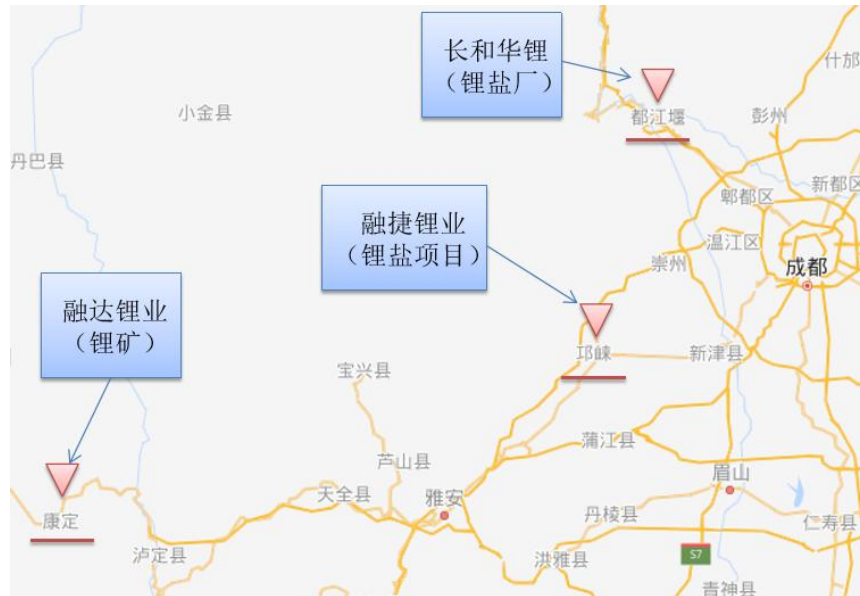 长和华锂
（锂盐厂）
什邡
都江堰
彭州
小金县
丹巴县
新都区
郫都区
融捷锂业
（锂盐项目）
温江区
崇州
成都
融达锂业
（锂矿）
邛崃
新津县
宝兴县
蒲江县
芦山县
眉山
天全县
雅安
康定
丹棱县
仁寿县
泸定县
洪雅县
S7
青神县